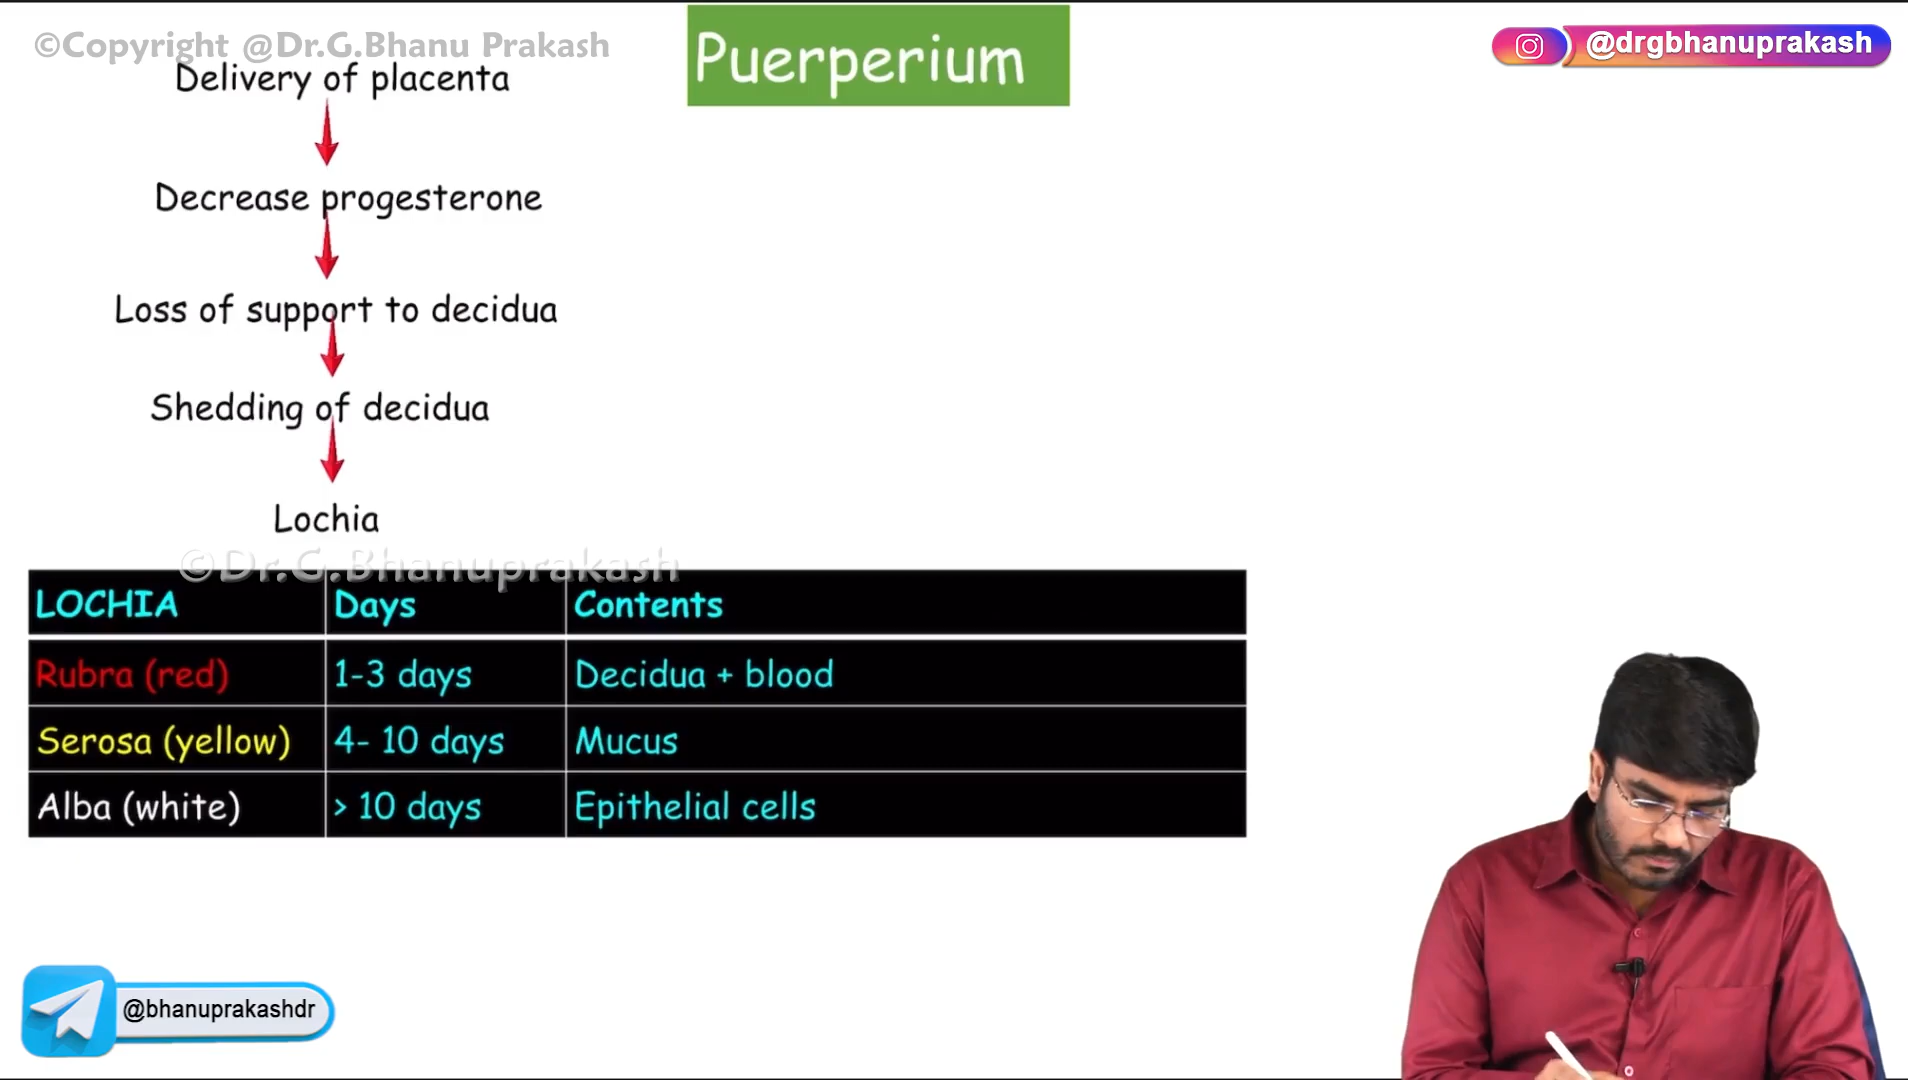 ©Copyright @Dr.G.Bhanu Prakash
Puerperium
@drgbhanuprakash
Delivery of placenta
Decrease progesterone
Loss of support to decidua
Shedding of decidua
Lochia
©Dr.G.Bhanuprakash
LOCHIA Days Contents
Rubra (red) 1-3 days Decidua + blood
Serosa (yellow) 4- 10 days Mucus
Alba (white) > 10 days Epithelial cells
@bhanuprakashdr